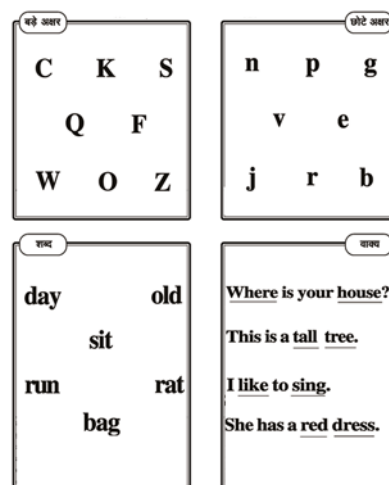 बड़े अक्षर
C K S
Q F
W O Z
छोटे अक्षर
n p g
v e
j r b
शब्द
day old
sit
run rat
bag
वाक्य
Where is your house?
This is a tall tree.
I like to sing.
She has a red dress.